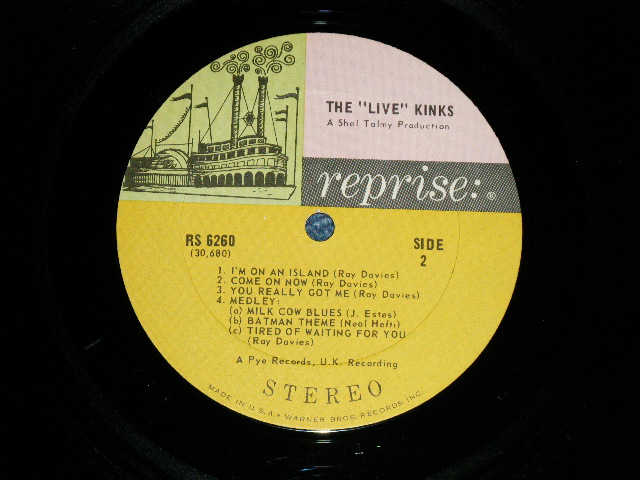 THE "LIVE" KINKS
A Shel Talmy Production
reprise: ®
RS 6260
(30,680)
SIDE
2
1. I'M ON AN ISLAND (Ray Davies)
2. COME ON NOW (Ray Davies)
3. YOU REALLY GOT ME (Ray Davies)
4. MEDLEY:
(a) MILK COW BLUES (J. Estes)
(b) BATMAN THEME (Neal Hefti)
(c) TIRED OF WAITING FOR YOU
(Ray Davies)
A Pye Records, U.K. Recording
STEREO
MADE IN U.S.A • WARNER BROS. RECORDS, INC.